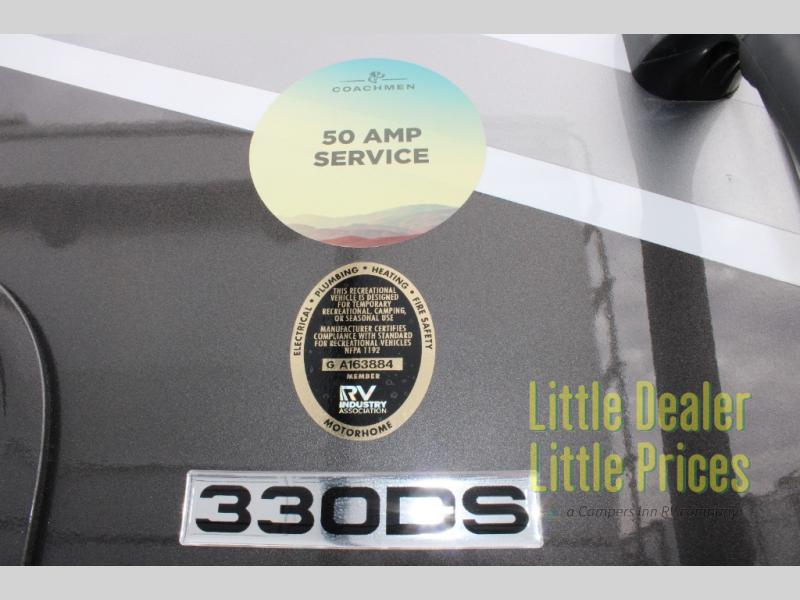 COACHMEN
50 AMP
SERVICE
ELECTRICAL • PLUMBING • HEATING • FIRE SAFETY
THIS RECREATIONAL
VEHICLE IS DESIGNED
FOR TEMPORARY
RECREATIONAL, CAMPING,
OR SEASONAL USE
MANUFACTURER CERTIFIES
COMPLIANCE WITH STANDARD
FOR RECREATIONAL VEHICLES
NFPA 1192
G A163884
MEMBER
RV
INDUSTRY
ASSOCIATION
MOTORHOME
Little Dealer
Little Prices
a Campers Inn RV company
330DS